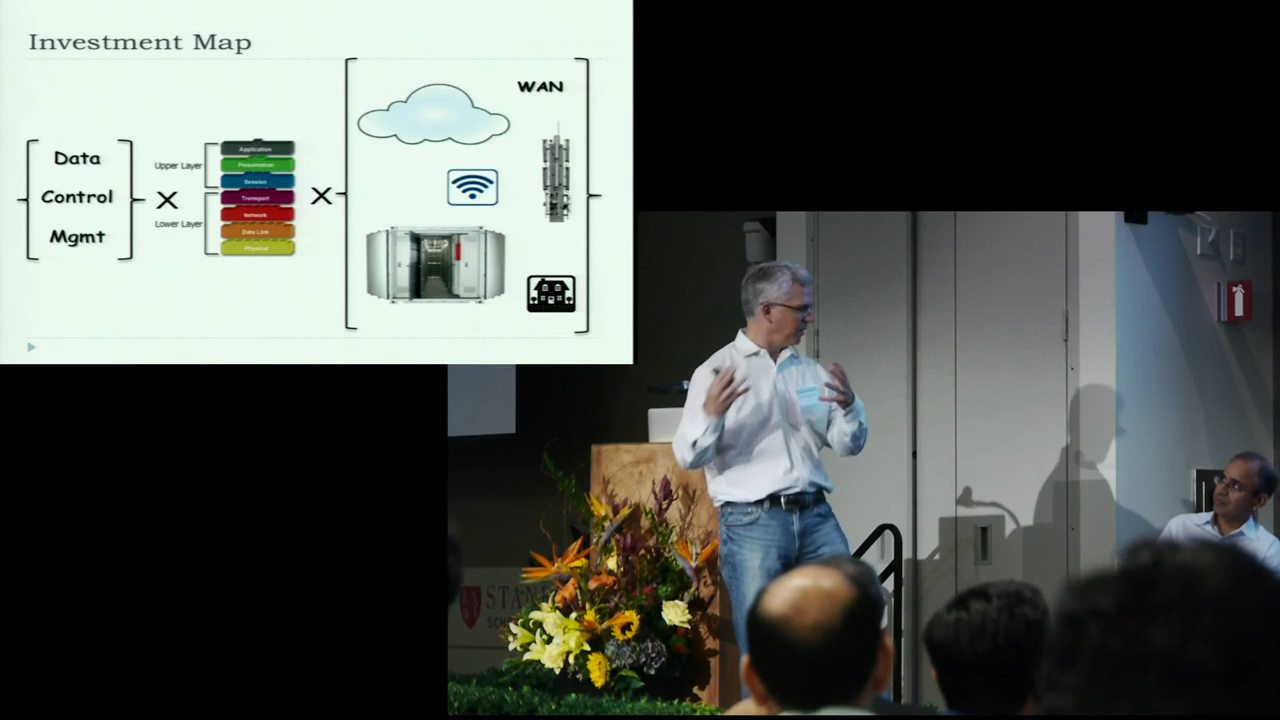 Investment Map
WAN
Data
Control
Mgmt
X
Upper Layer
Lower Layer
Application
Presentation
Session
Transport
Network
Data Link
Physical
X